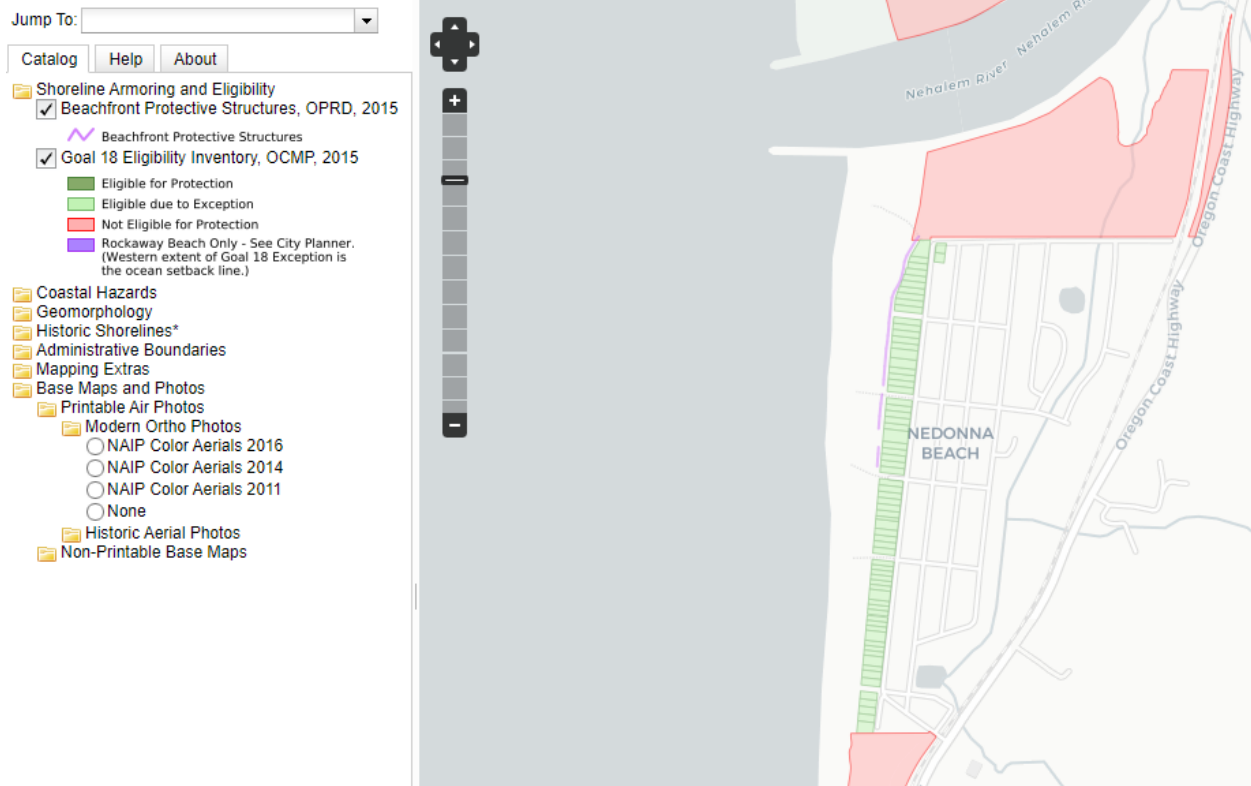 Jump To:
Catalog
Help
About
Shoreline Armoring and Eligibility
Beachfront Protective Structures, OPRD, 2015
Beachfront Protective Structures
Goal 18 Eligibility Inventory, OCMP, 2015
Eligible for Protection
Eligible due to Exception
Not Eligible for Protection
Rockaway Beach Only - See City Planner.
(Western extent of Goal 18 Exception is
the ocean setback line.)
Coastal Hazards
Geomorphology
Historic Shorelines*
Administrative Boundaries
Mapping Extras
Base Maps and Photos
Printable Air Photos
Modern Ortho Photos
NAIP Color Aerials 2016
NAIP Color Aerials 2014
NAIP Color Aerials 2011
None
Historic Aerial Photos
Non-Printable Base Maps
Nehalem River
Nehalem
Oregon Coast Highway
Oregon Coast Highway
NEDONNA
BEACH